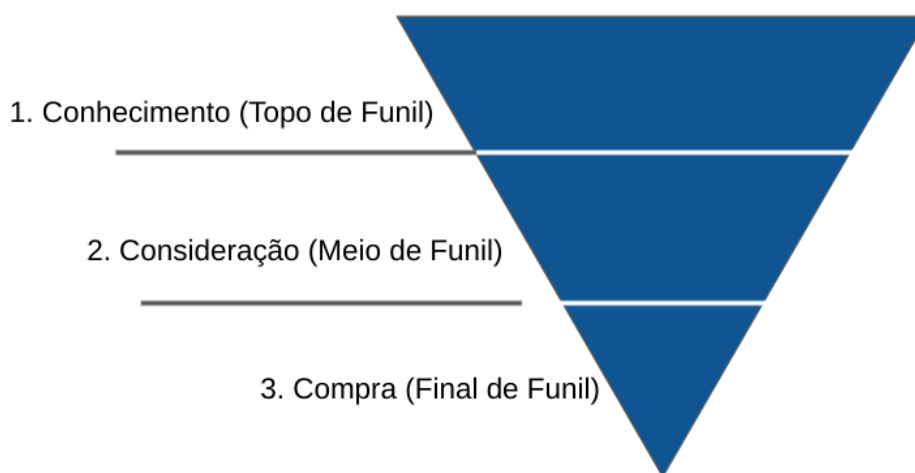 1. Conhecimento (Topo de Funil)
2. Consideração (Meio de Funil)
3. Compra (Final de Funil)